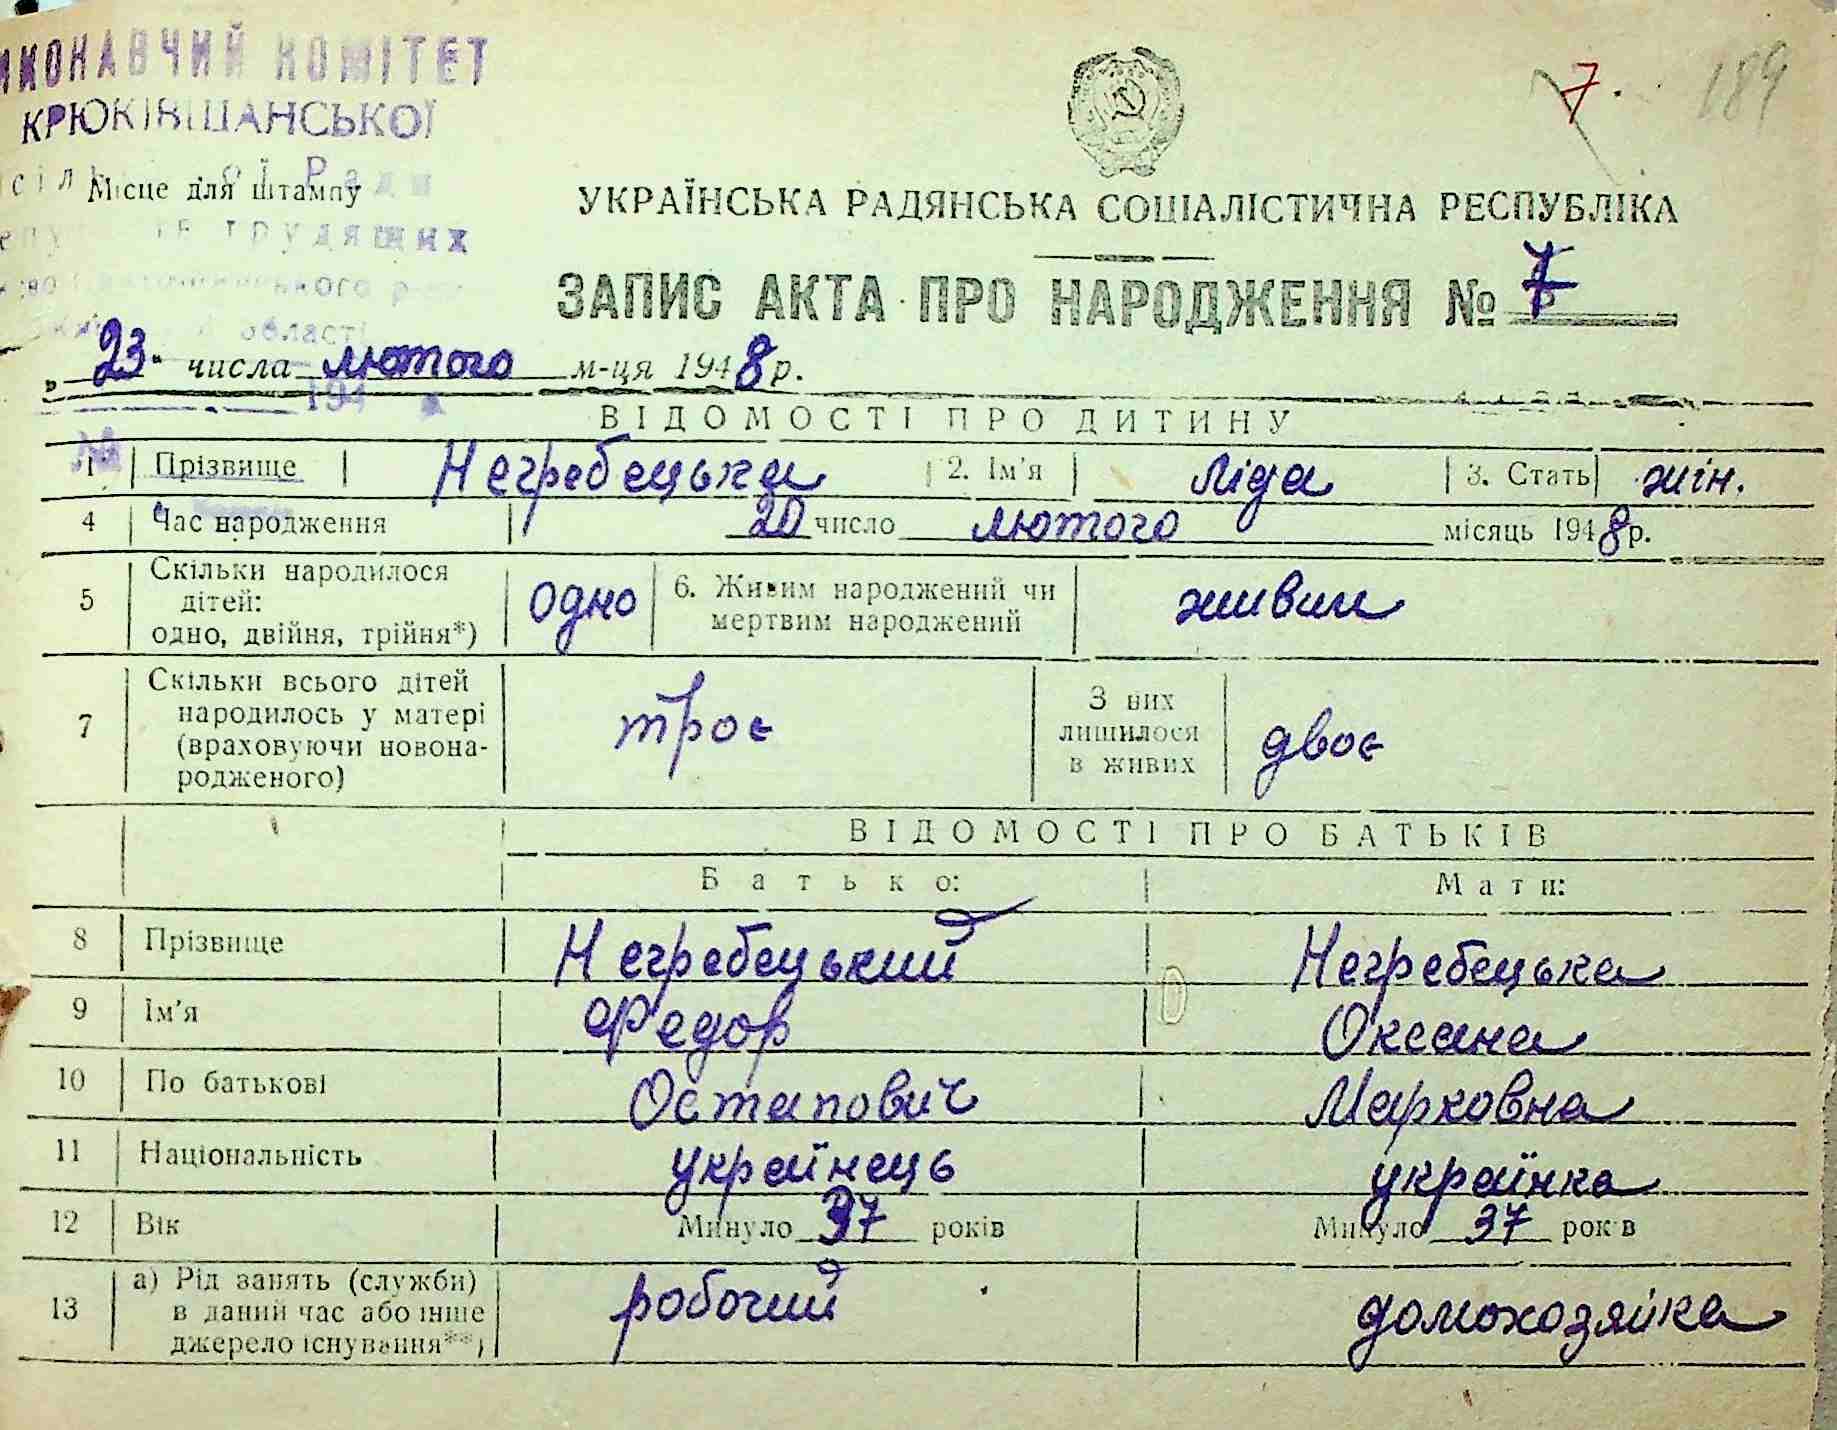 ВИКОНАВЧИЙ КОМІТЕТ
КРЮКІВЩАНСЬКОЇ
Ради
Місце для штампу
трудящих
області
194
№
7.
189
УКРАЇНСЬКА РАДЯНСЬКА СОЦІАЛІСТИЧНА РЕСПУБЛІКА
ЗАПИС АКТА ПРО НАРОДЖЕННЯ № 7
„23“ числа лютого м-ця 1948 р.
ВІДОМОСТІ ПРО ДИТИНУ
1 Прізвище Негребецька 2. Ім'я Ліда 3. Стать жін.
4 Час народження 20 число лютого місяць 1948 р.
5 Скільки народилося дітей: одно, двійня, трійня*) одно 6. Живим народжений чи мертвим народжений живим
7 Скільки всього дітей народилось у матері (враховуючи новонародженого) троє З них лишилося в живих двоє
ВІДОМОСТІ ПРО БАТЬКІВ
Батько: Мати:
8 Прізвище Негребецький Негребецька
9 Ім'я Федор Оксана
10 По батькові Остапович Марковна
11 Національність українець українка
12 Вік Минуло 37 років Минуло 37 років
13 а) Рід занять (служби) в даний час або інше джерело існування**) робочий домохозяйка